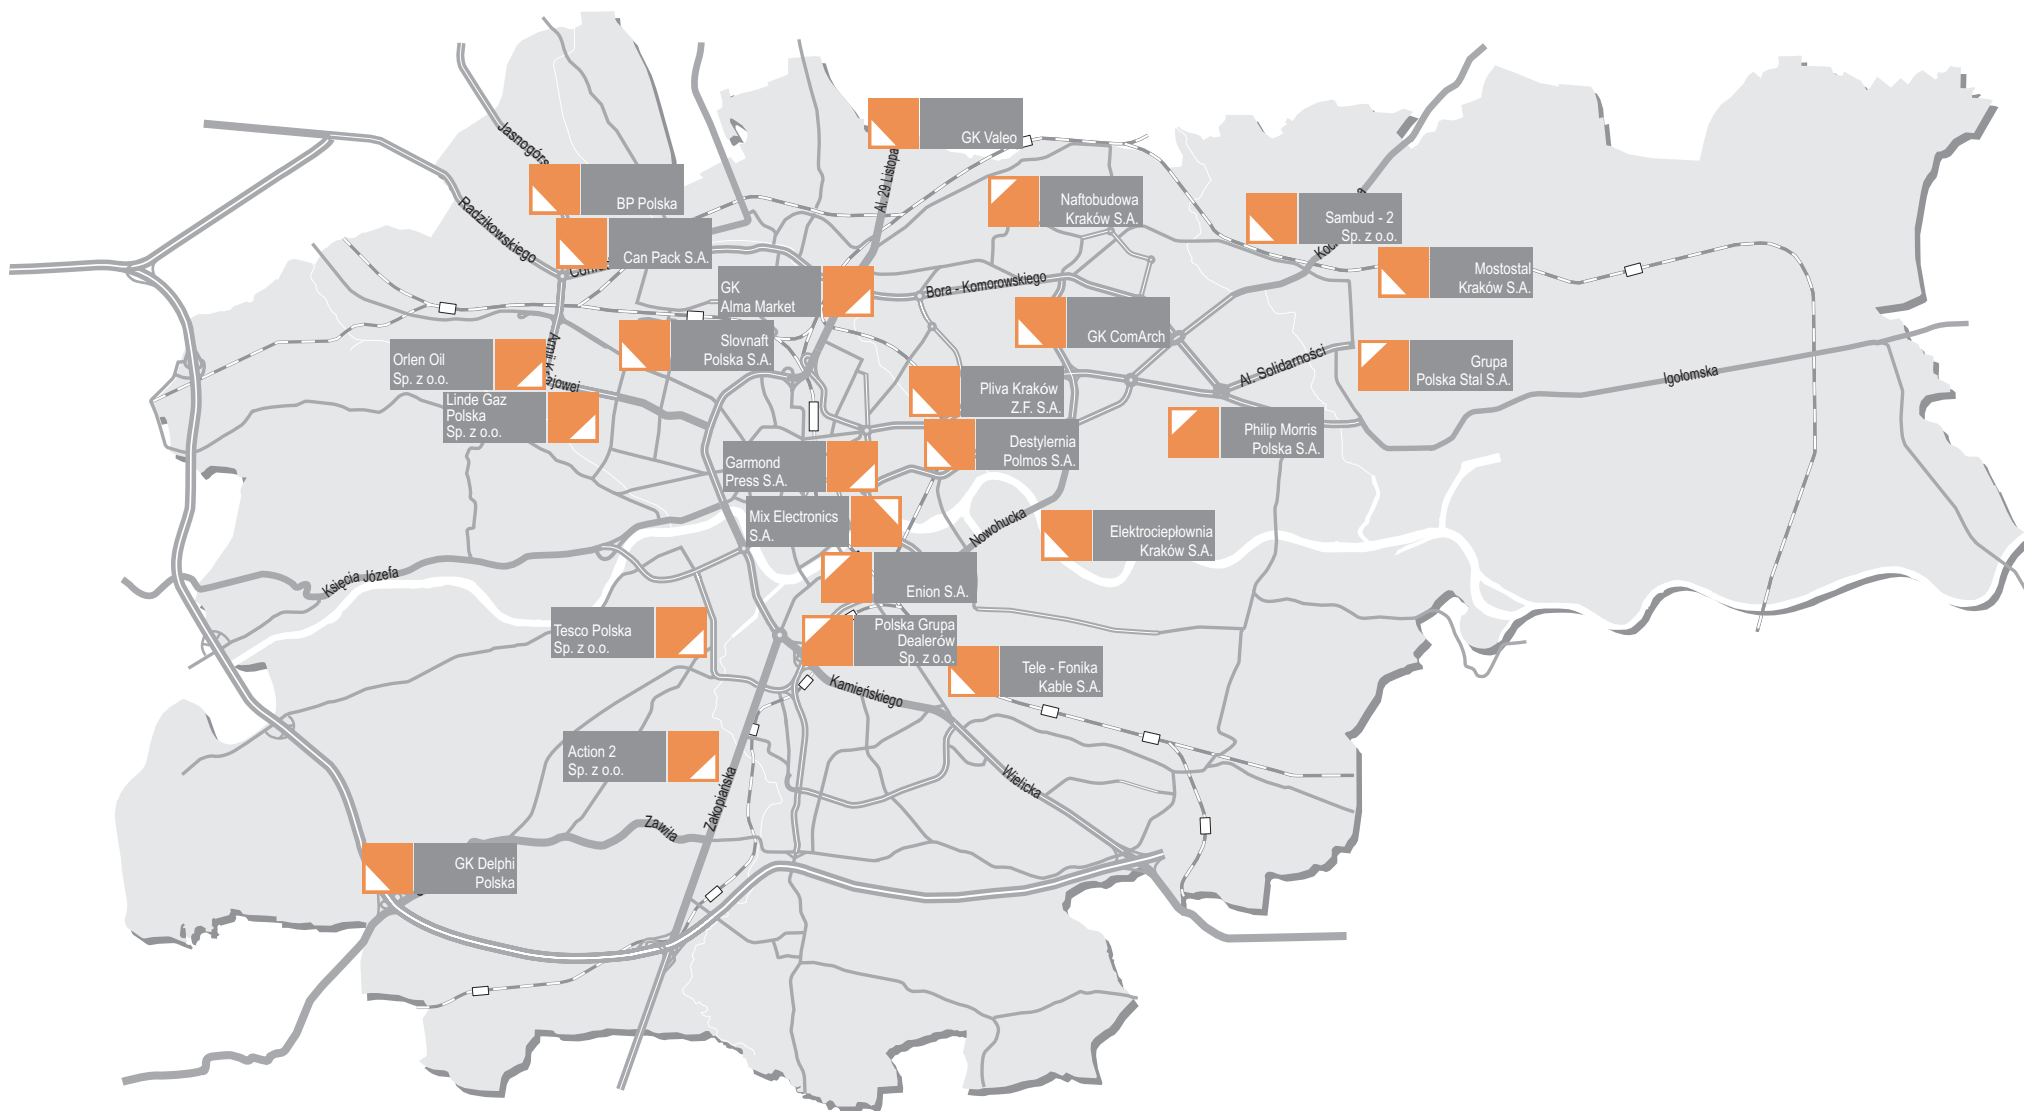 GK Valeo
Jasnogórs
Al. 29 Listopa
BP Polska
Naftobudowa
Kraków S.A.
Sambud - 2
Sp. z o.o.
Radzikowskiego
Can Pack S.A.
Mostostal
Kraków S.A.
GK
Alma Market
Bora - Komorowskiego
GK ComArch
Slovnaft
Polska S.A.
Orlen Oil
Sp. z o.o.
Armii K
jowej
Al. Solidarności
Grupa
Polska Stal S.A.
Igołomska
Linde Gaz
Polska
Sp. z o.o.
Pliva Kraków
Z.F. S.A.
Destylernia
Polmos S.A.
Philip Morris
Polska S.A.
Garmond
Press S.A.
Mix Electronics
S.A.
Nowohucka
Elektrociepłownia
Kraków S.A.
Księcia Józefa
Enion S.A.
Tesco Polska
Sp. z o.o.
Polska Grupa
Dealerów
Sp. z o.o.
Tele - Fonika
Kable S.A.
Kamieńskiego
Action 2
Sp. z o.o.
Zakopiańska
Wielicka
Zawiła
GK Delphi
Polska